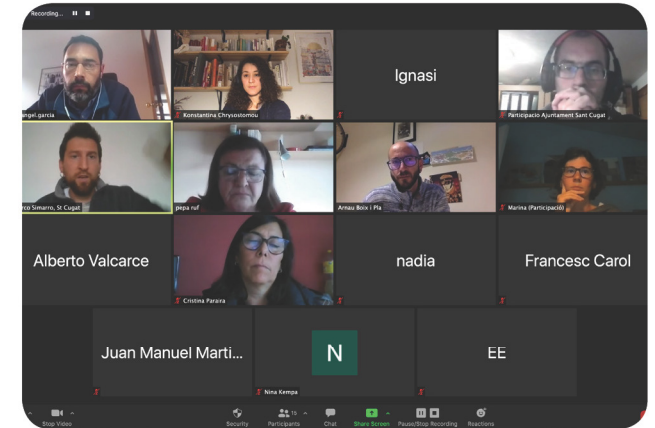 Recording...
angel.garcia
Konstantina Chrysostomou
Ignasi
Participació Ajuntament Sant Cugat
rco Simarro, St Cugat
pepa ruf
Arnau Boix i Pla
Marina (Participació)
Alberto Valcarce
Cristina Paraira
nadia
Francesc Carol
Juan Manuel Marti...
N
Nina Kempa
EE
Stop Video
Security
Participants
15
Chat
Share Screen
Pause/Stop Recording
Reactions